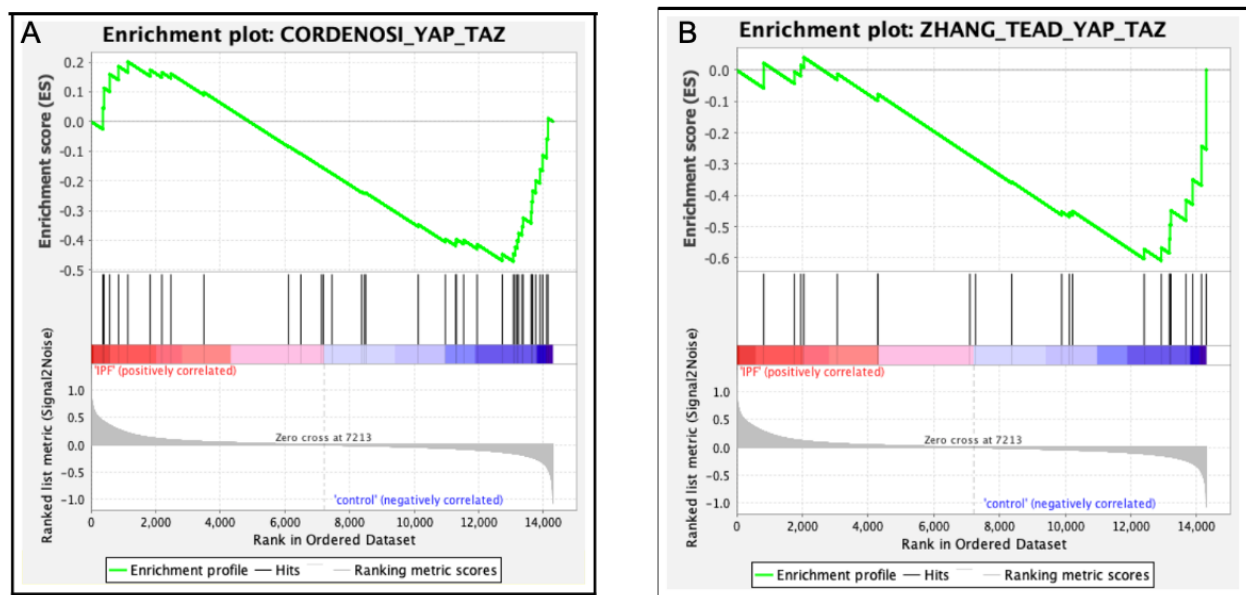 A
Enrichment plot: CORDENOSI_YAP_TAZ
Enrichment score (ES)
0.2
0.1
0.0
-0.1
-0.2
-0.3
-0.4
-0.5
'IPF' (positively correlated)
Ranked list metric (Signal2Noise)
1.0
0.5
0.0
-0.5
-1.0
Zero cross at 7213
'control' (negatively correlated)
0 2,000 4,000 6,000 8,000 10,000 12,000 14,000
Rank in Ordered Dataset
Enrichment profile Hits Ranking metric scores
B
Enrichment plot: ZHANG_TEAD_YAP_TAZ
Enrichment score (ES)
0.0
-0.1
-0.2
-0.3
-0.4
-0.5
-0.6
'IPF' (positively correlated)
Ranked list metric (Signal2Noise)
1.0
0.5
0.0
-0.5
-1.0
Zero cross at 7213
'control' (negatively correlated)
0 2,000 4,000 6,000 8,000 10,000 12,000 14,000
Rank in Ordered Dataset
Enrichment profile Hits Ranking metric scores